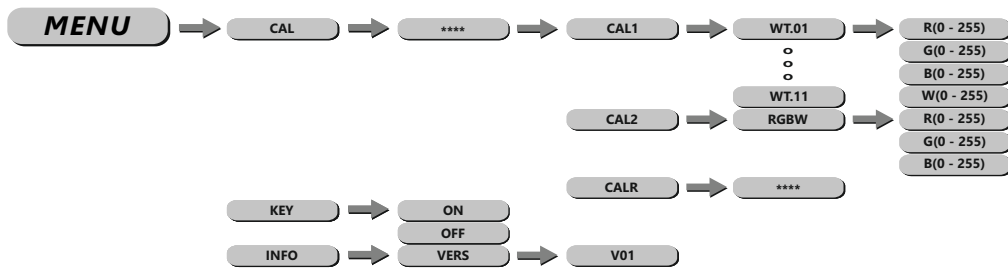 MENU CAL **** CAL1 WT.01 R(0 - 255)
G(0 - 255)
B(0 - 255)
WT.11 W(0 - 255)
CAL2 RGBW R(0 - 255)
G(0 - 255)
B(0 - 255)
CALR ****
KEY ON
OFF
INFO VERS V01